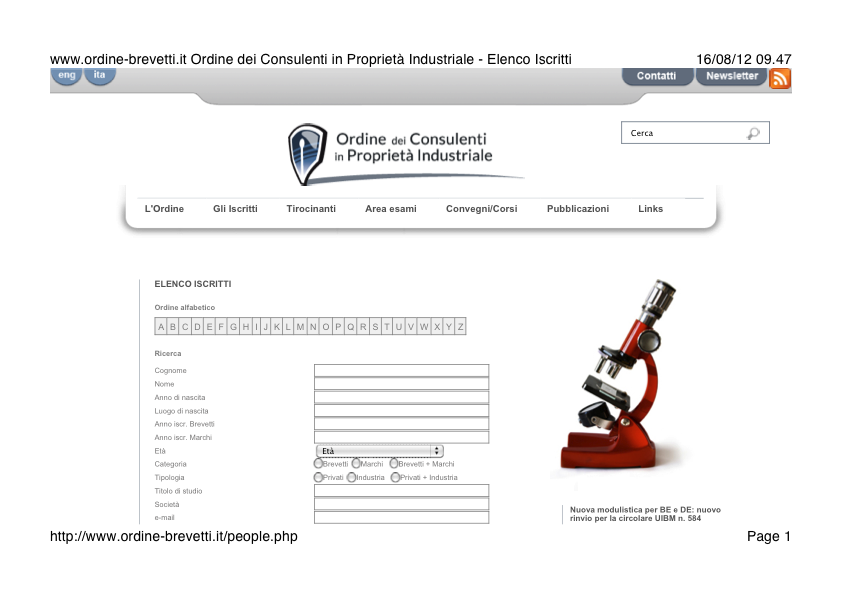 www.ordine-brevetti.it Ordine dei Consulenti in Proprietà Industriale - Elenco Iscritti 16/08/12 09.47
eng ita Contatti Newsletter
Ordine dei Consulenti
in Proprietà Industriale
Cerca
L'Ordine Gli Iscritti Tirocinanti Area esami Convegni/Corsi Pubblicazioni Links
ELENCO ISCRITTI
Ordine alfabetico
A B C D E F G H I J K L M N O P Q R S T U V W X Y Z
Ricerca
Cognome
Nome
Anno di nascita
Luogo di nascita
Anno iscr. Brevetti
Anno iscr. Marchi
Età Età
Categoria Brevetti Marchi Brevetti + Marchi
Tipologia Privati Industria Privati + Industria
Titolo di studio
Società
e-mail
Nuova modulistica per BE e DE: nuovo
rinvio per la circolare UIBM n. 584
http://www.ordine-brevetti.it/people.php Page 1